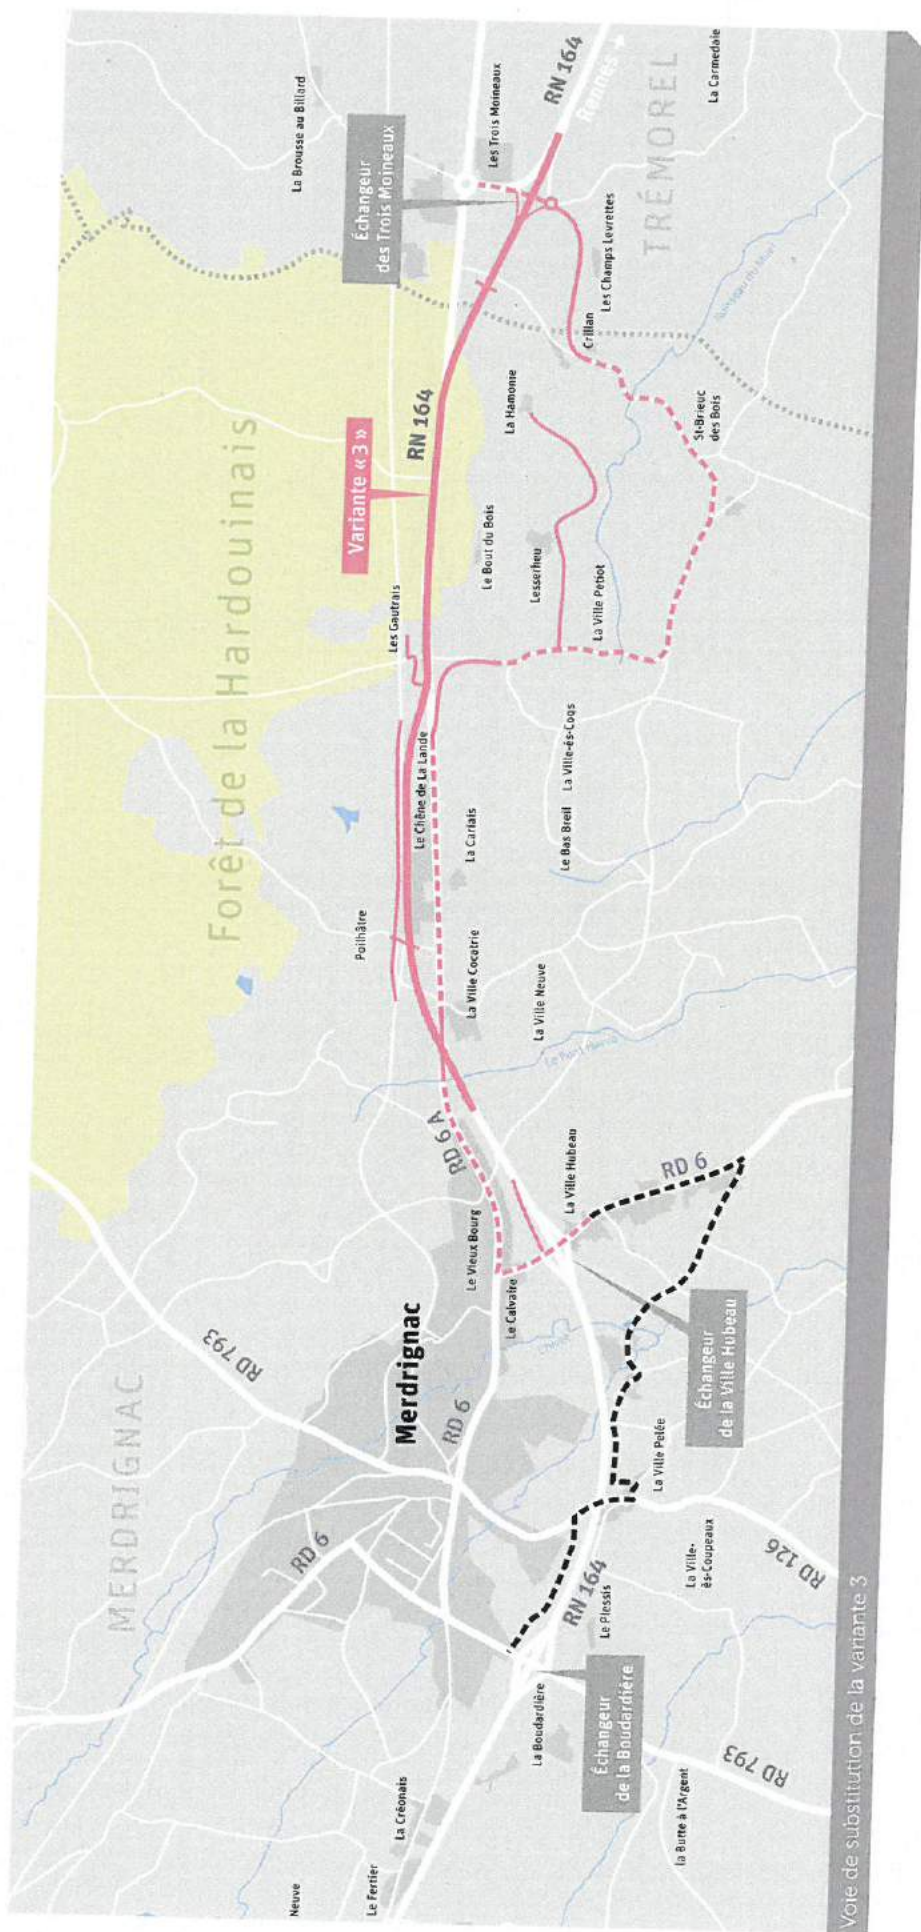 MERDRIGNAC
Forêt de la Hardouinais
TRÉMOREL
Neuve
Le Fertier
La Créonais
RD 6
RD 793
Merdrignac
RD 6
La Boudardière
Échangeur
de la Boudardière
la Butte à l'Argent
RD 793
RN 164
Le Plessis
La Ville-
ès-Coupeaux
RD 126
La Ville Pelée
Échangeur
de la Ville Hubeau
Le Calvaire
Le Vieux Bourg
La Ville Hubeau
RD 6
RD 6 A
Poilhâtre
La Ville Cocatrie
La Ville Neuve
Le Chêne de La Lande
La Carlais
Le Bas Breil
La Ville-ès-Coqs
Les Gautrais
Variante « 3 »
RN 164
Le Bout du Bois
Lesserheu
La Ville Petiot
La Hamonie
St-Brieuc
des Bois
Crillan
Les Champs Levrettes
Échangeur
des Trois Moineaux
La Brousse au Billard
Les Trois Moineaux
RN 164
Rennes
La Carmedale
Voie de substitution de la variante 3